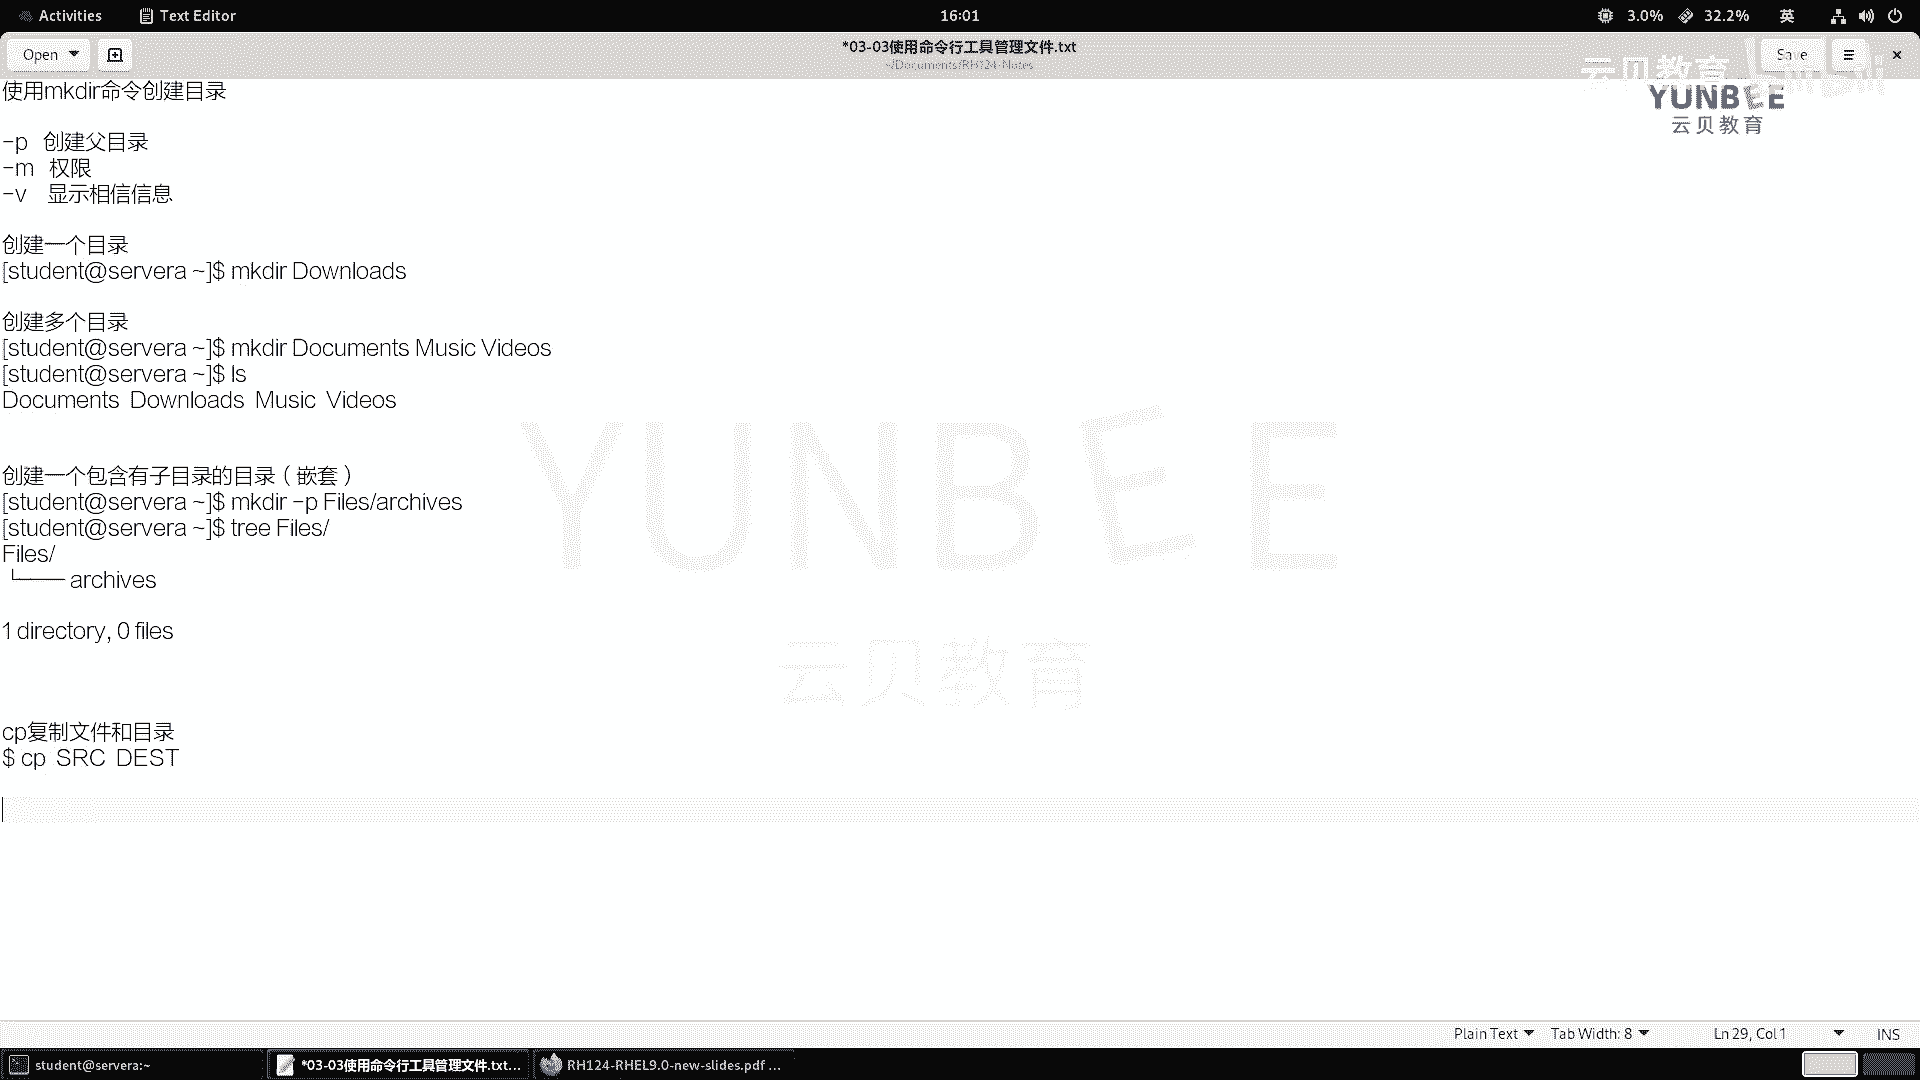 Activities Text Editor 16:01 3.0% 32.2% 英
Open *03-03使用命令行工具管理文件.txt Save
~/Documents/RH124-Notes
云贝教育
YUNBEE
云贝教育
使用mkdir命令创建目录
-p 创建父目录
-m 权限
-v 显示相信信息
创建一个目录
[student@servera ~]$ mkdir Downloads
创建多个目录
[student@servera ~]$ mkdir Documents Music Videos
[student@servera ~]$ ls
Documents Downloads Music Videos
创建一个包含有子目录的目录（嵌套）
[student@servera ~]$ mkdir -p Files/archives
[student@servera ~]$ tree Files/
Files/
└── archives
1 directory, 0 files
YUNBEE
云贝教育
cp复制文件和目录
$ cp SRC DEST
Plain Text Tab Width: 8 Ln 29, Col 1 INS
student@servera:~ *03-03使用命令行工具管理文件.txt... RH124-RHEL9.0-new-slides.pdf ...